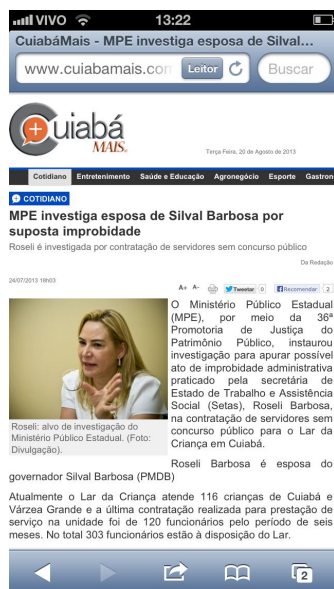 VIVO 13:22
CuiabáMais - MPE investiga esposa de Silval...
www.cuiabamais.com Leitor Buscar
Cuiabá
MAIS.
Terça Feira, 20 de Agosto de 2013
Cotidiano Entretenimento Saúde e Educação Agronegócio Esporte Gastron
COTIDIANO
MPE investiga esposa de Silval Barbosa por
suposta improbidade
Roseli é investigada por contratação de servidores sem concurso público
Da Redação
24/07/2013 18h03
A+ A- Tweetar 0 Recomendar 2
O Ministério Público Estadual
(MPE), por meio da 36ª
Promotoria de Justiça do
Patrimônio Público, instaurou
investigação para apurar possível
ato de improbidade administrativa
praticado pela secretária de
Estado de Trabalho e Assistência
Social (Setas), Roseli Barbosa,
na contratação de servidores sem
concurso público para o Lar da
Criança em Cuiabá.
Roseli: alvo de investigação do
Ministério Público Estadual. (Foto:
Divulgação).
Roseli Barbosa é esposa do
governador Silval Barbosa (PMDB)
Atualmente o Lar da Criança atende 116 crianças de Cuiabá e
Várzea Grande e a última contratação realizada para prestação de
serviço na unidade foi de 120 funcionários pelo período de seis
meses. No total 303 funcionários estão à disposição do Lar.
2